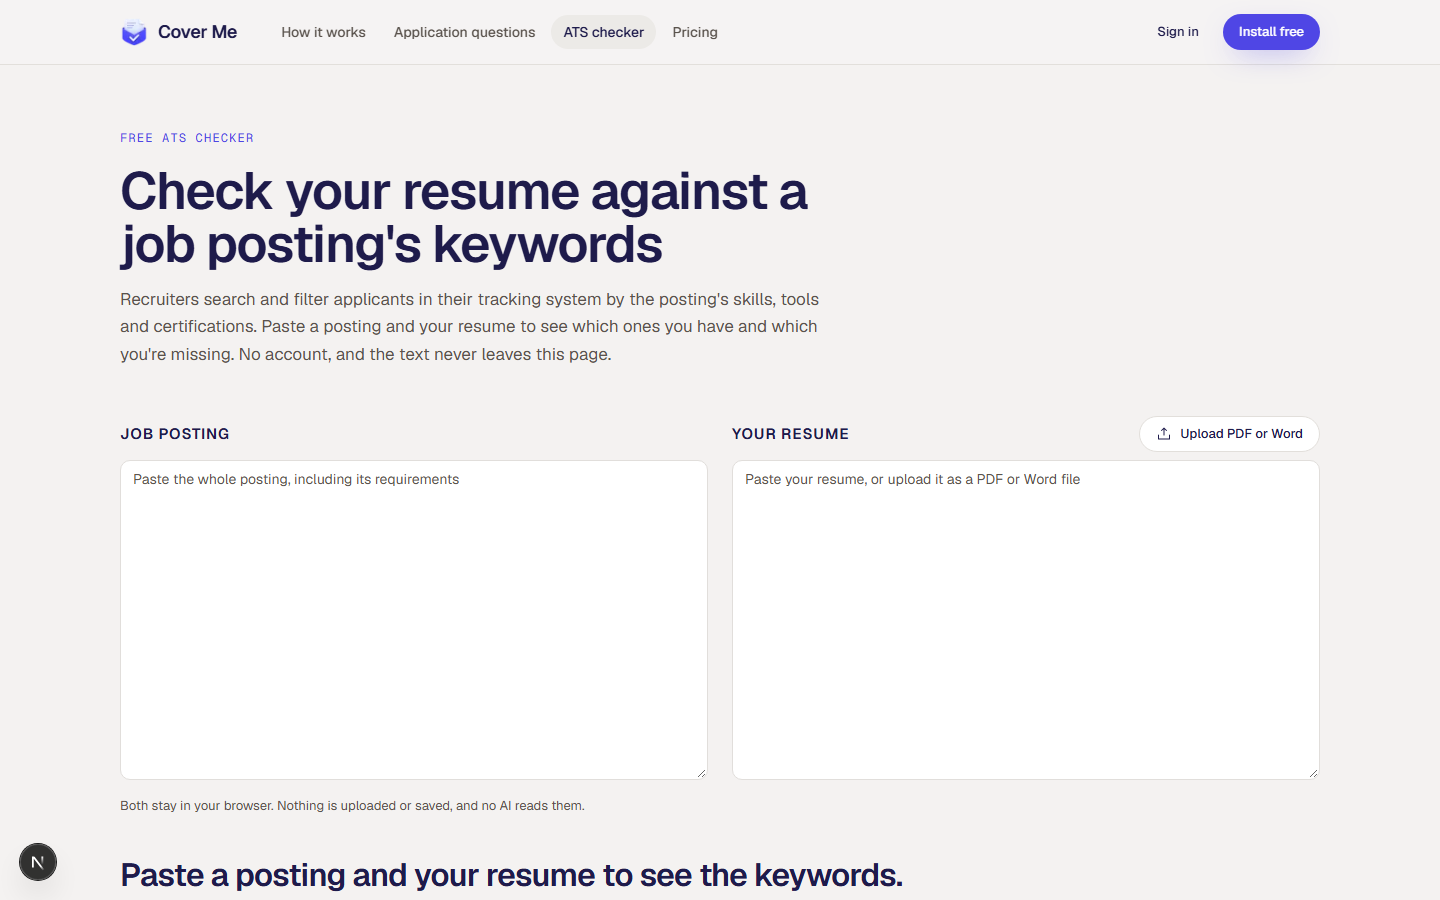 Cover Me
How it works
Application questions
ATS checker
Pricing
Sign in
Install free
FREE ATS CHECKER
Check your resume against a
job posting's keywords
Recruiters search and filter applicants in their tracking system by the posting's skills, tools
and certifications. Paste a posting and your resume to see which ones you have and which
you're missing. No account, and the text never leaves this page.
JOB POSTING
Paste the whole posting, including its requirements
YOUR RESUME
Upload PDF or Word
Paste your resume, or upload it as a PDF or Word file
Both stay in your browser. Nothing is uploaded or saved, and no AI reads them.
N
Paste a posting and your resume to see the keywords.